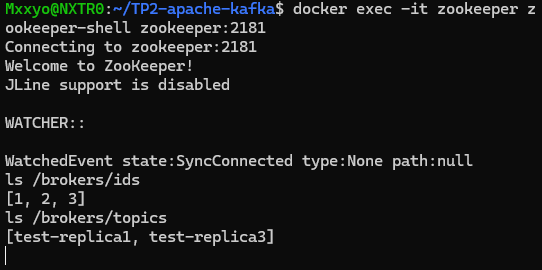 Mxxyo@NXTR0:~/TP2-apache-kafka$ docker exec -it zookeeper z
ookeeper-shell zookeeper:2181
Connecting to zookeeper:2181
Welcome to ZooKeeper!
JLine support is disabled

WATCHER::

WatchedEvent state:SyncConnected type:None path:null
ls /brokers/ids
[1, 2, 3]
ls /brokers/topics
[test-replica1, test-replica3]